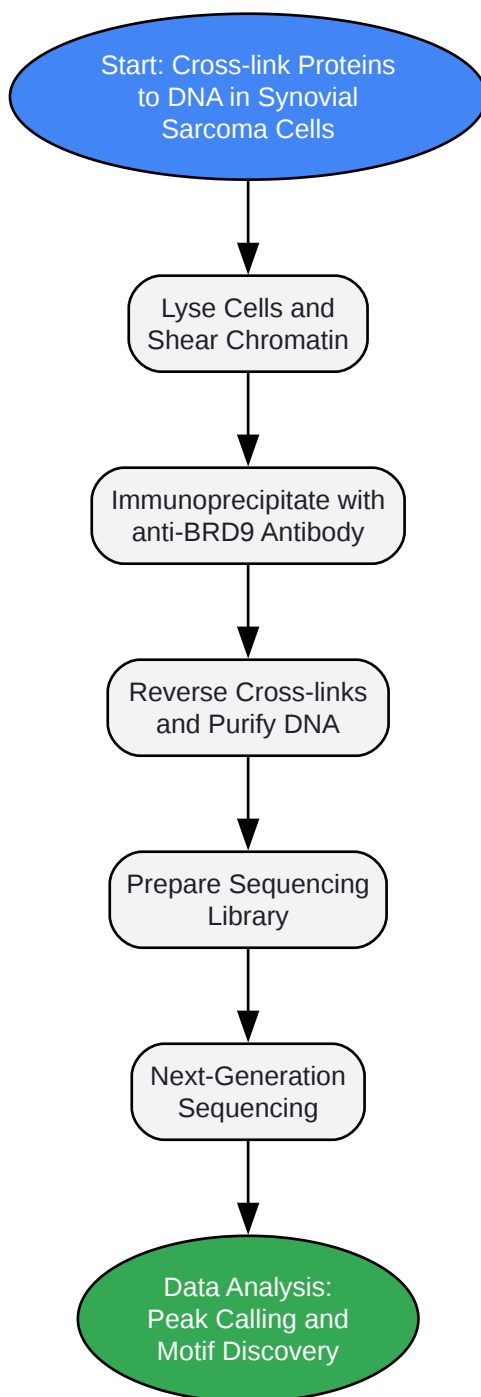 Start: Cross-link Proteins
to DNA in Synovial
Sarcoma Cells
Lyse Cells and
Shear Chromatin
Immunoprecipitate with
anti-BRD9 Antibody
Reverse Cross-links
and Purify DNA
Prepare Sequencing
Library
Next-Generation
Sequencing
Data Analysis:
Peak Calling and
Motif Discovery